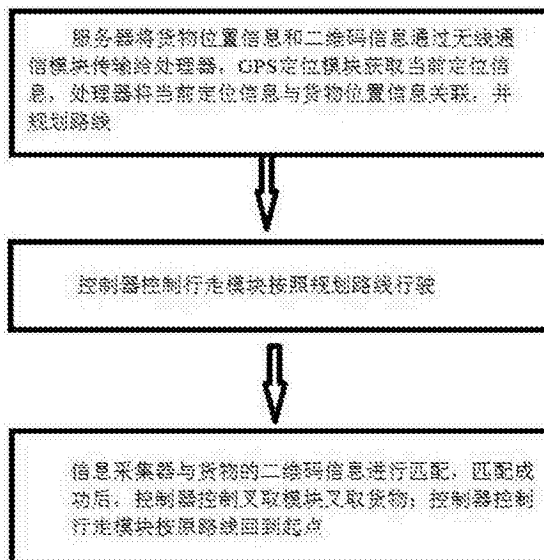 服务器将货物位置信息和二维码信息通过无线通
信模块传输给处理器，GPS定位模块获取当前定位信
息，处理器将当前定位信息与货物位置信息关联，并
规划路线
控制器控制行走模块按照规划路线行驶
信息采集器与货物的二维码信息进行匹配，匹配成
功后，控制器控制叉取模块叉取货物；控制器控制
行走模块按原路线回到起点